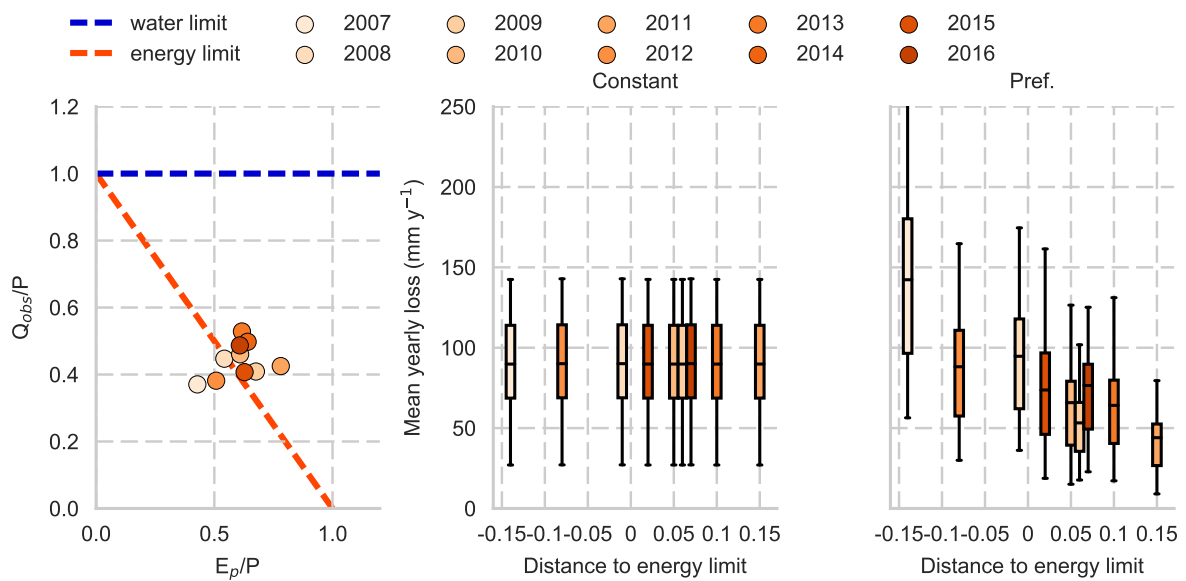 water limit 2007 2009 2011 2013 2015
energy limit 2008 2010 2012 2014 2016
Constant Pref.
1.2
1.0
0.8
0.6
0.4
0.2
0.0
Q_obs/P
0.0 0.5 1.0
E_p/P
250
200
150
100
50
0
Mean yearly loss (mm y⁻¹)
-0.15 -0.1 -0.05 0 0.05 0.1 0.15
Distance to energy limit
-0.15 -0.1 -0.05 0 0.05 0.1 0.15
Distance to energy limit